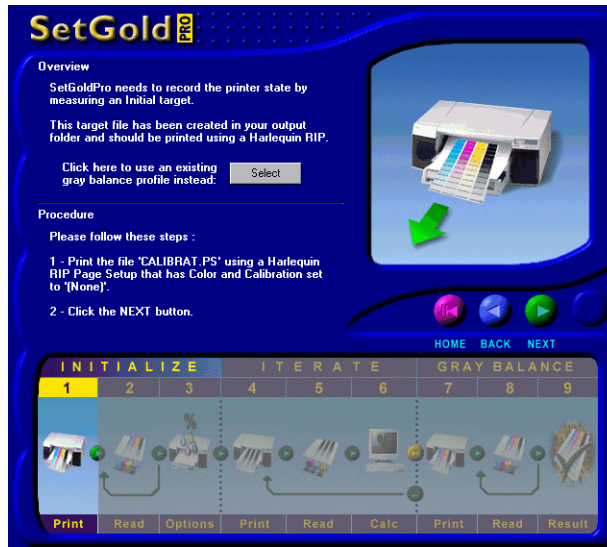 SetGold PRO
Overview
SetGoldPro needs to record the printer state by
measuring an Initial target.
This target file has been created in your output
folder and should be printed using a Harlequin RIP.
Click here to use an existing
gray balance profile instead:
Select
Procedure
Please follow these steps :
1 - Print the file 'CALIBRAT.PS' using a Harlequin
RIP Page Setup that has Color and Calibration set
to '(None)'.
2 - Click the NEXT button.
HOME BACK NEXT
INITIALIZE ITERATE GRAY BALANCE
1 2 3 4 5 6 7 8 9
Print Read Options Print Read Calc Print Read Result